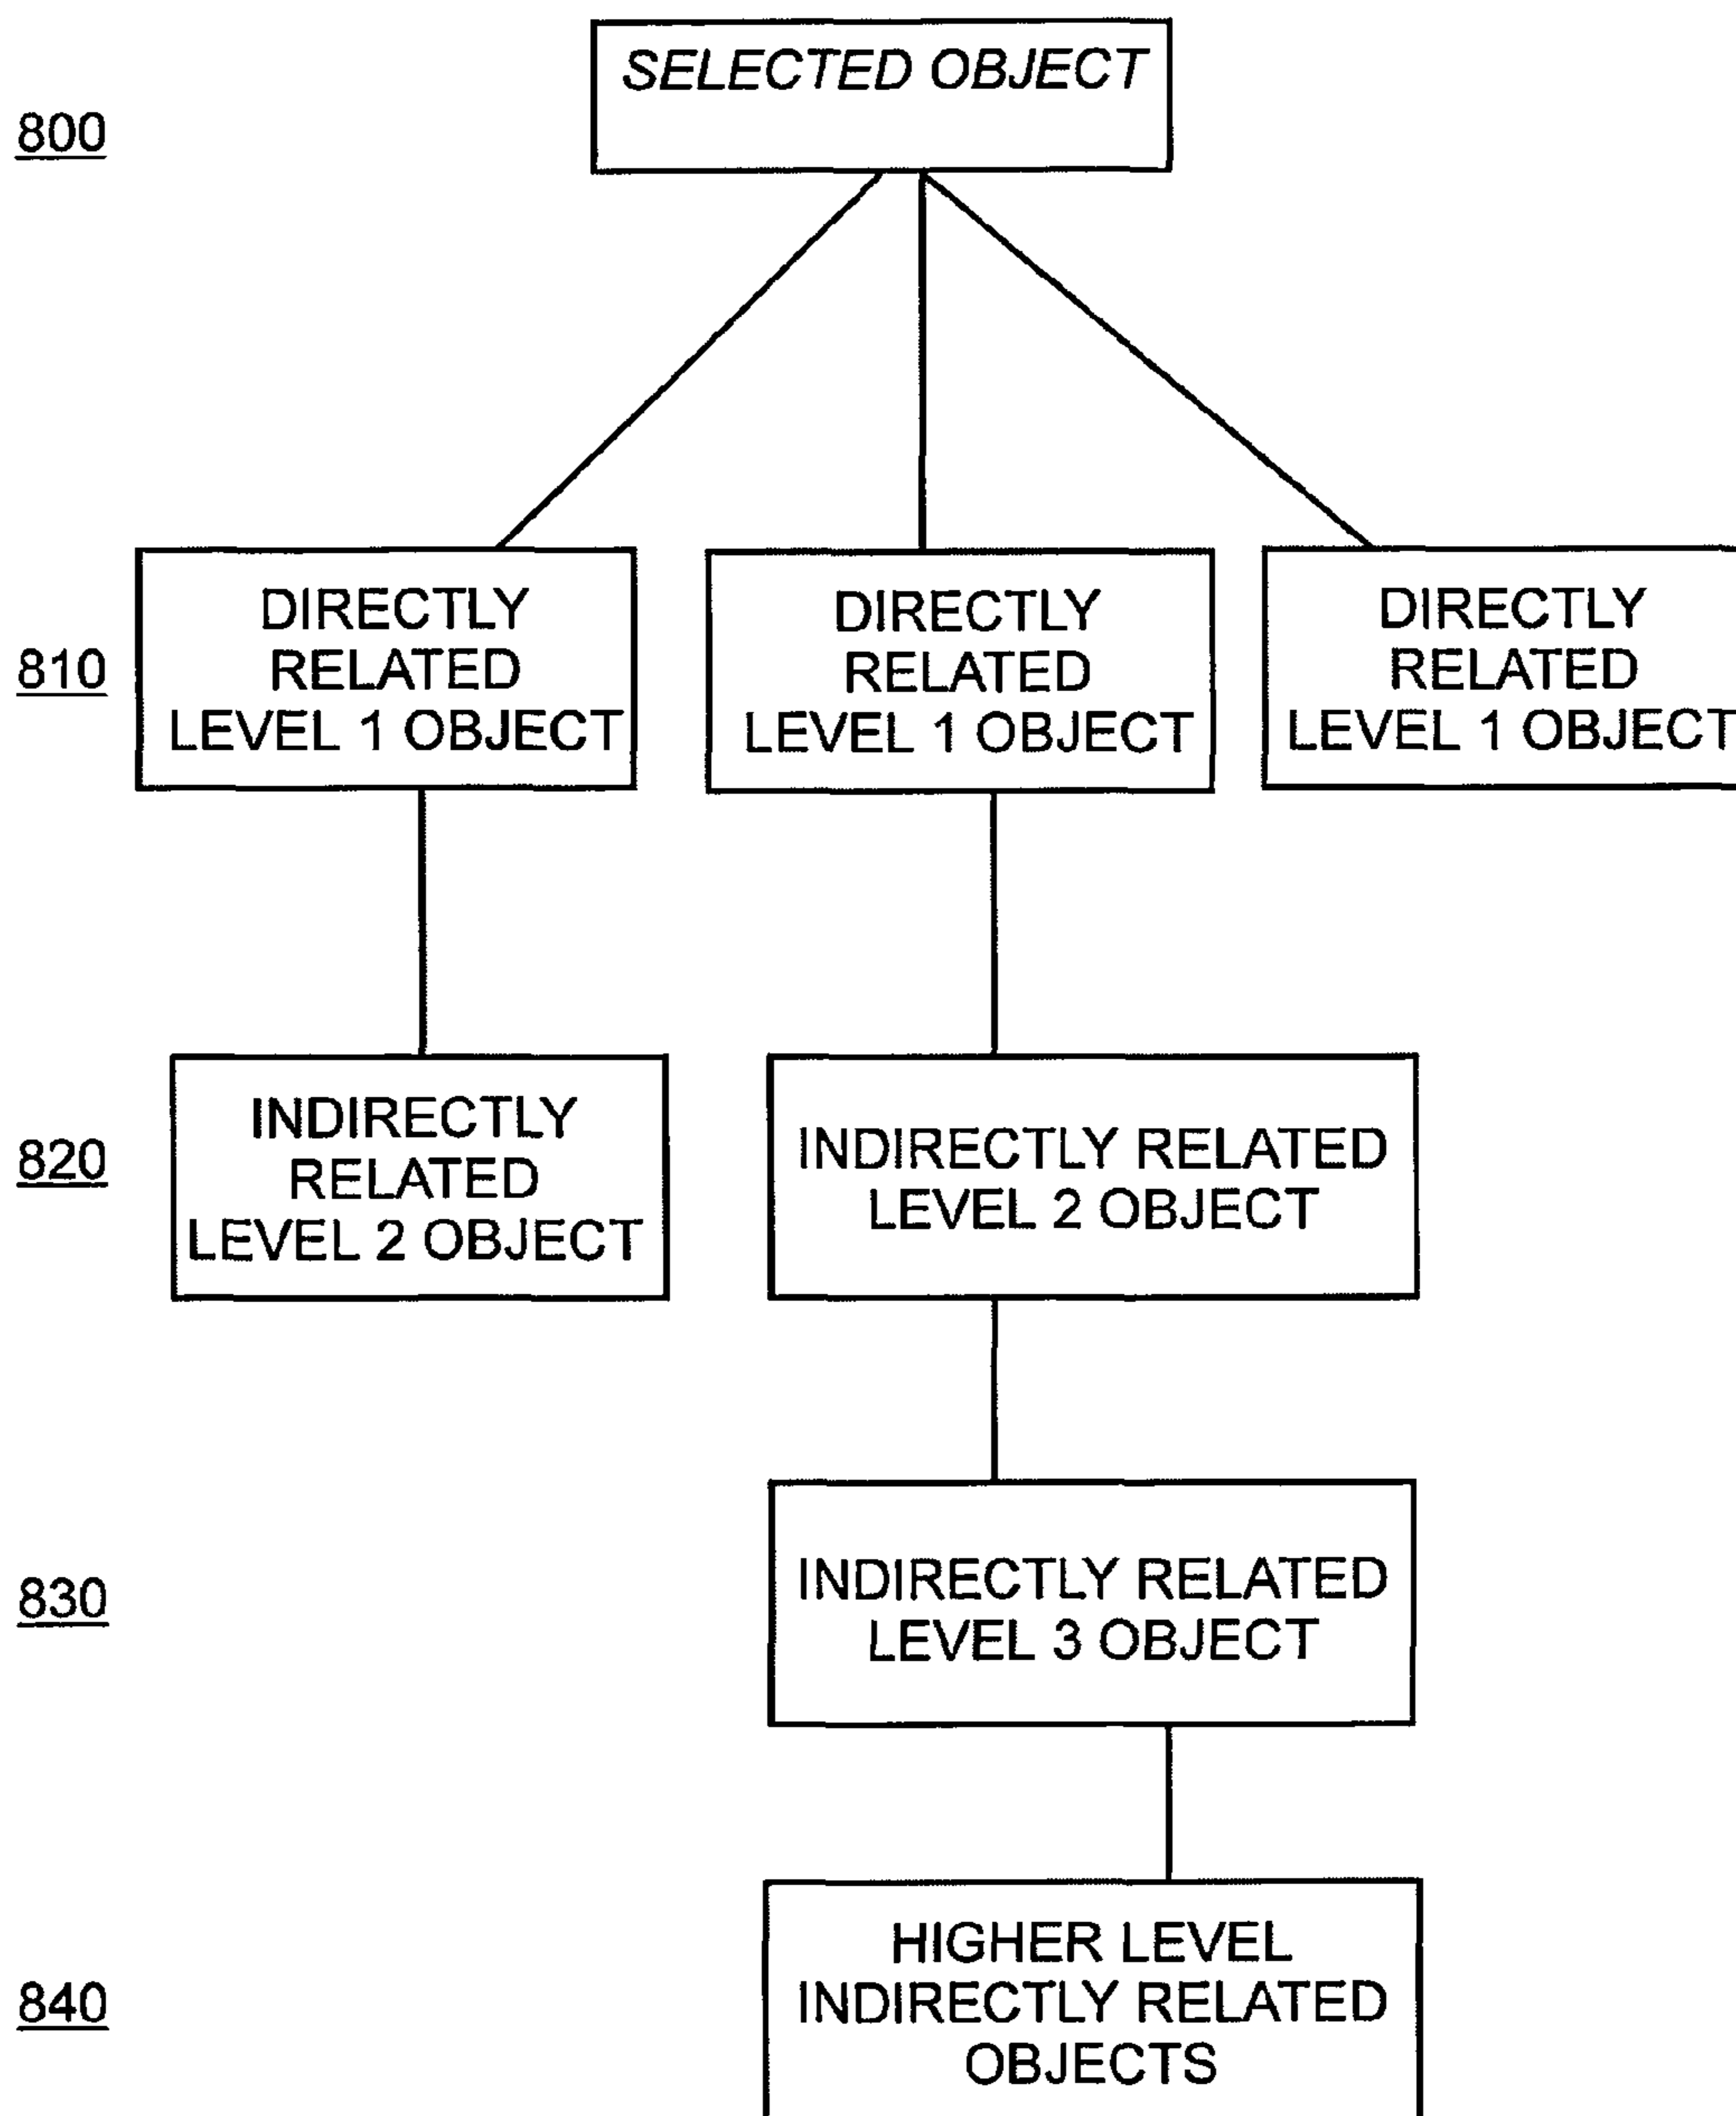 SELECTED OBJECT
800
DIRECTLY
RELATED
LEVEL 1 OBJECT
DIRECTLY
RELATED
LEVEL 1 OBJECT
DIRECTLY
RELATED
LEVEL 1 OBJECT
810
INDIRECTLY
RELATED
LEVEL 2 OBJECT
INDIRECTLY RELATED
LEVEL 2 OBJECT
820
INDIRECTLY RELATED
LEVEL 3 OBJECT
830
HIGHER LEVEL
INDIRECTLY RELATED
OBJECTS
840